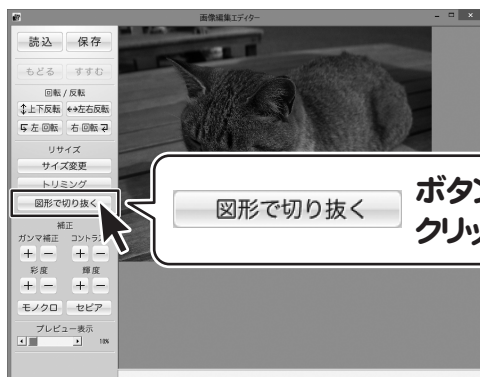 画像編集エディター
読込 保存
もどる すすむ
回転 / 反転
上下反転 左右反転
左回転 右回転
リサイズ
サイズ変更
トリミング
図形で切り抜く
補正
ガンマ補正 コントラス
+ - + -
彩度 輝度
+ - + -
モノクロ セピア
プレビュー表示
10%
図形で切り抜く
ボタン
クリッ